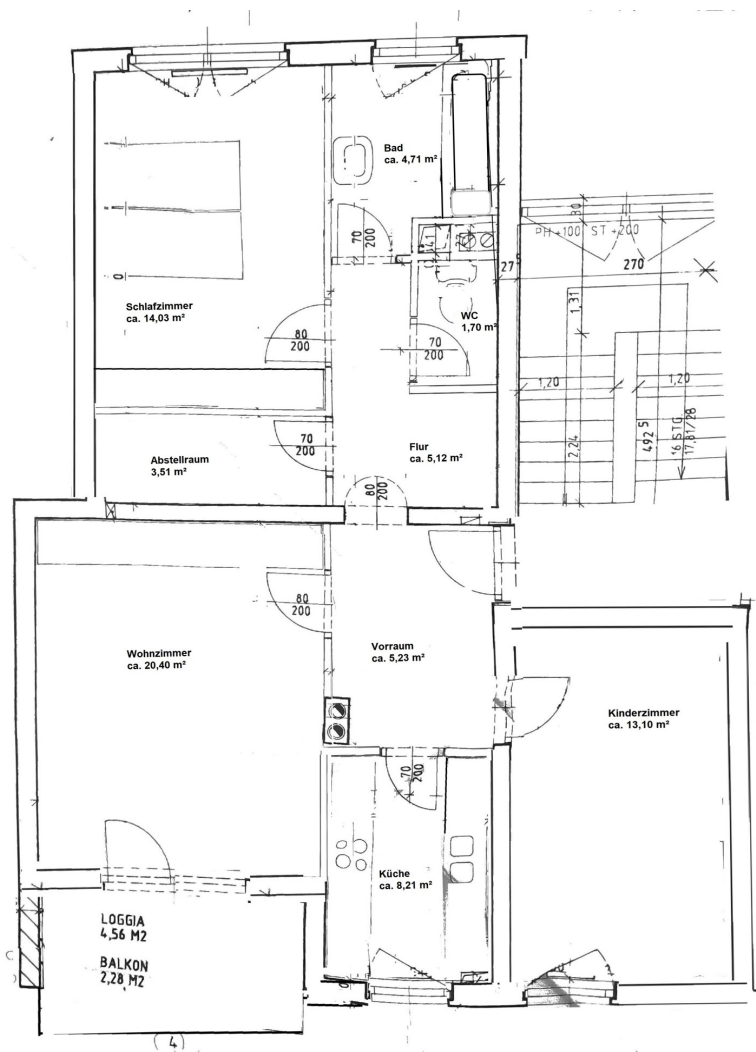 Bad
ca. 4,71 m²
70
200
PH +100 ST +200
30
27
270
Schlafzimmer
ca. 14,03 m²
WC
1,70 m²
1,31
80
200
70
200
1,20
1,20
Abstellraum
3,51 m²
70
200
Flur
ca. 5,12 m²
2,24
492 5
16 STG
17,81/28
80
200
80
200
Wohnzimmer
ca. 20,40 m²
Vorraum
ca. 5,23 m²
Kinderzimmer
ca. 13,10 m²
70
200
Küche
ca. 8,21 m²
LOGGIA
4,56 M2
BALKON
2,28 M2
(4)